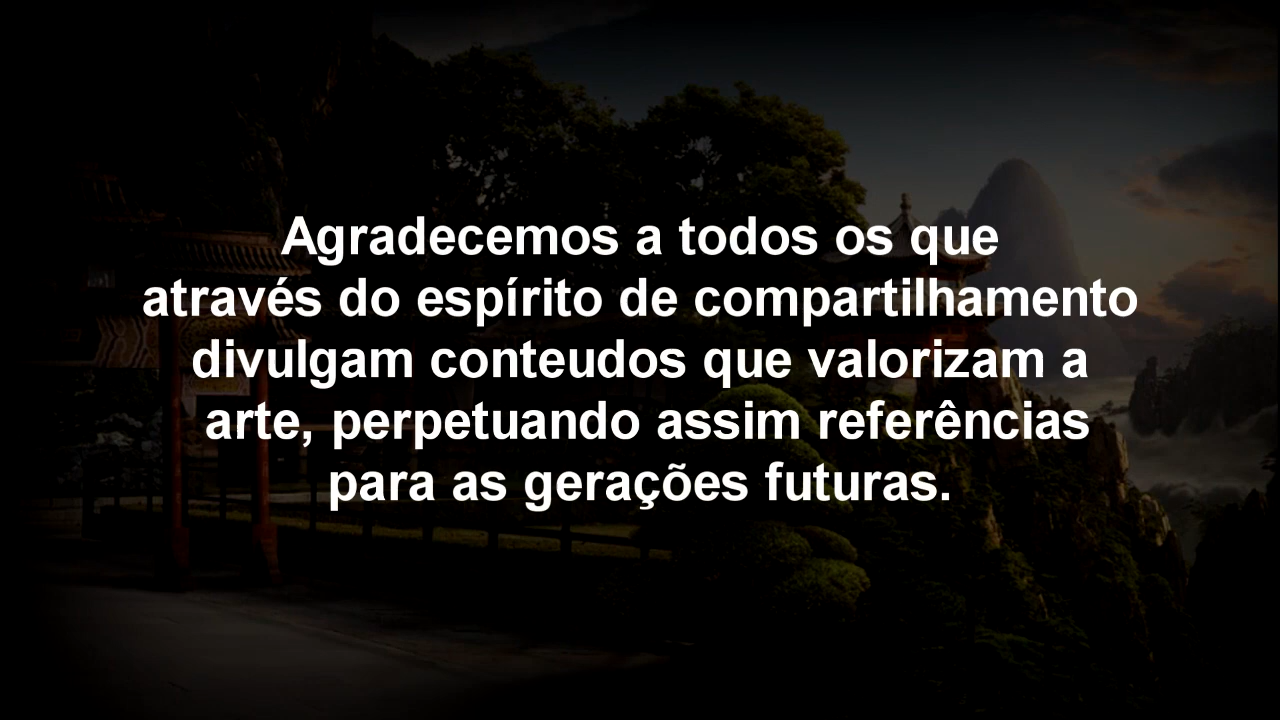 Agradecemos a todos os que
através do espírito de compartilhamento
divulgam conteudos que valorizam a
arte, perpetuando assim referências
para as gerações futuras.